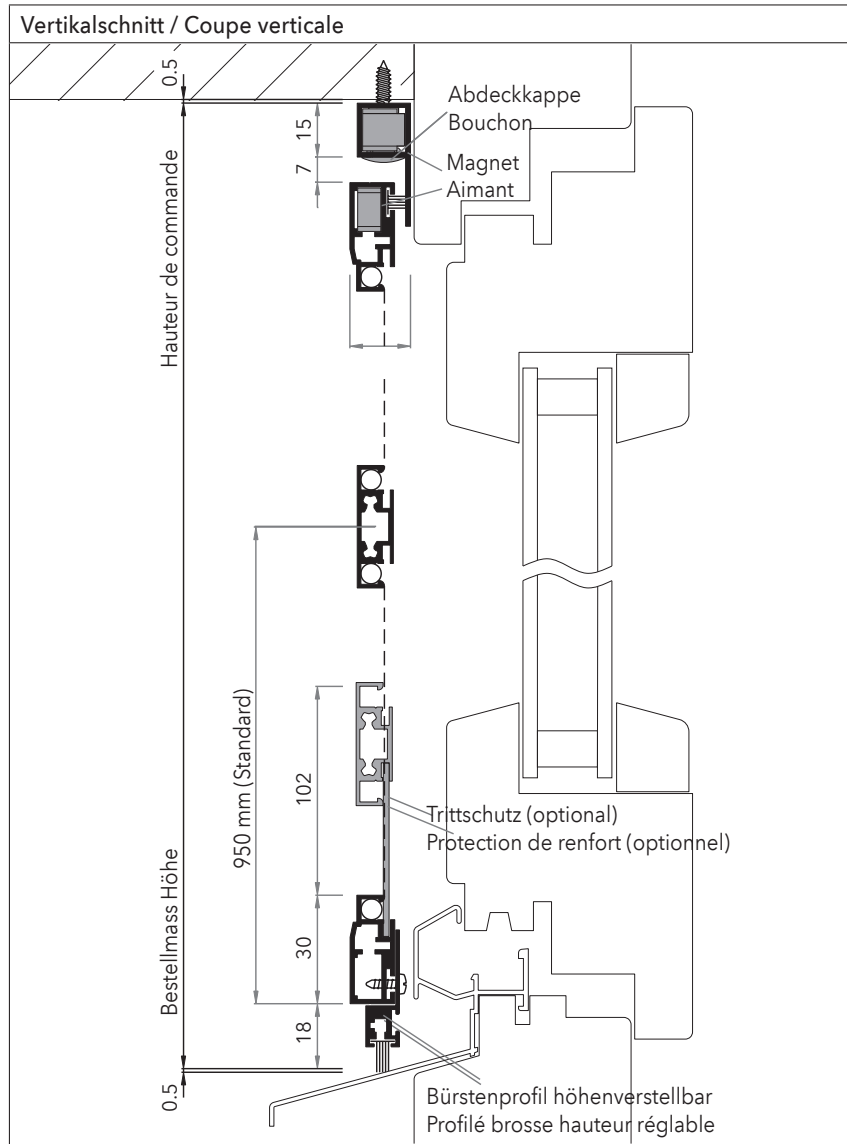 Vertikalschnitt / Coupe verticale
0.5
15
7
Abdeckkappe
Bouchon
Magnet
Aimant
Hauteur de commande
950 mm (Standard)
102
Trittschutz (optional)
Protection de renfort (optionnel)
Bestellmass Höhe
30
18
0.5
Bürstenprofil höhenverstellbar
Profilé brosse hauteur réglable